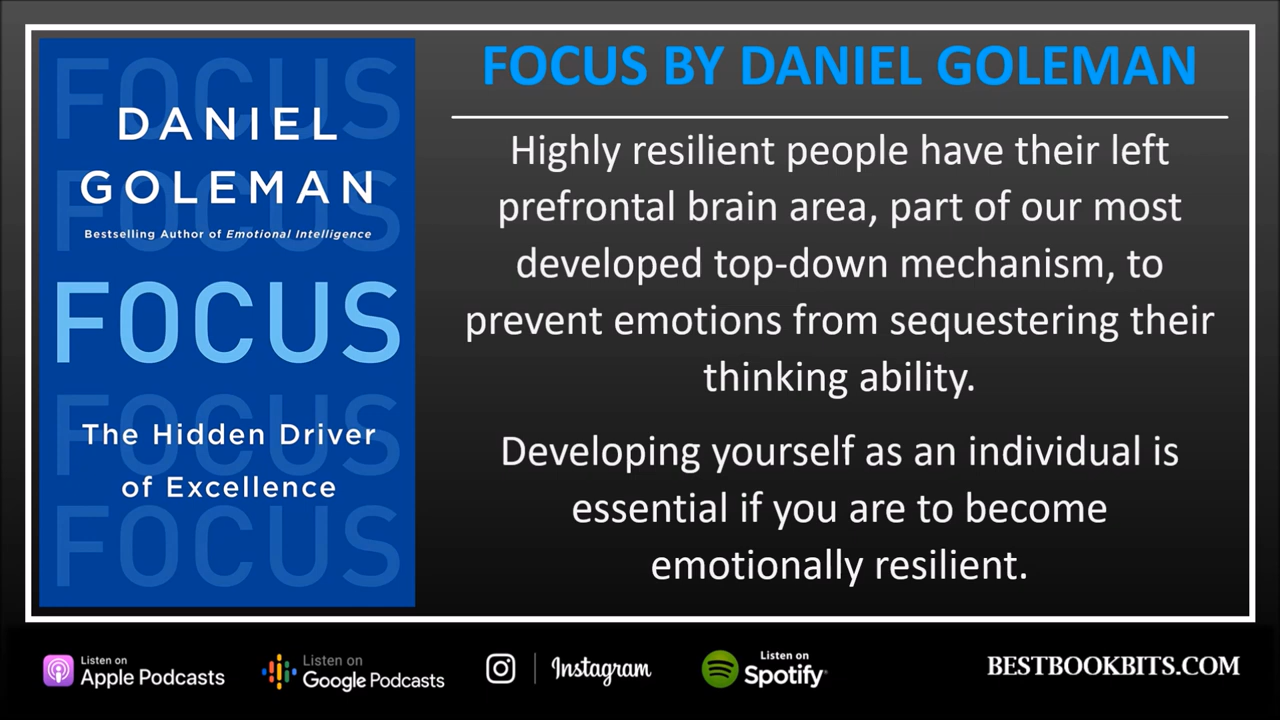 FOCUS
DANIEL
FOCUS
GOLEMAN
Bestselling Author of Emotional Intelligence
FOCUS
FOCUS
The Hidden Driver
of Excellence
FOCUS
FOCUS BY DANIEL GOLEMAN
Highly resilient people have their left
prefrontal brain area, part of our most
developed top-down mechanism, to
prevent emotions from sequestering their
thinking ability.
Developing yourself as an individual is
essential if you are to become
emotionally resilient.
Listen on
Apple Podcasts
Listen on
Google Podcasts
Instagram
Listen on
Spotify
BESTBOOKBITS.COM